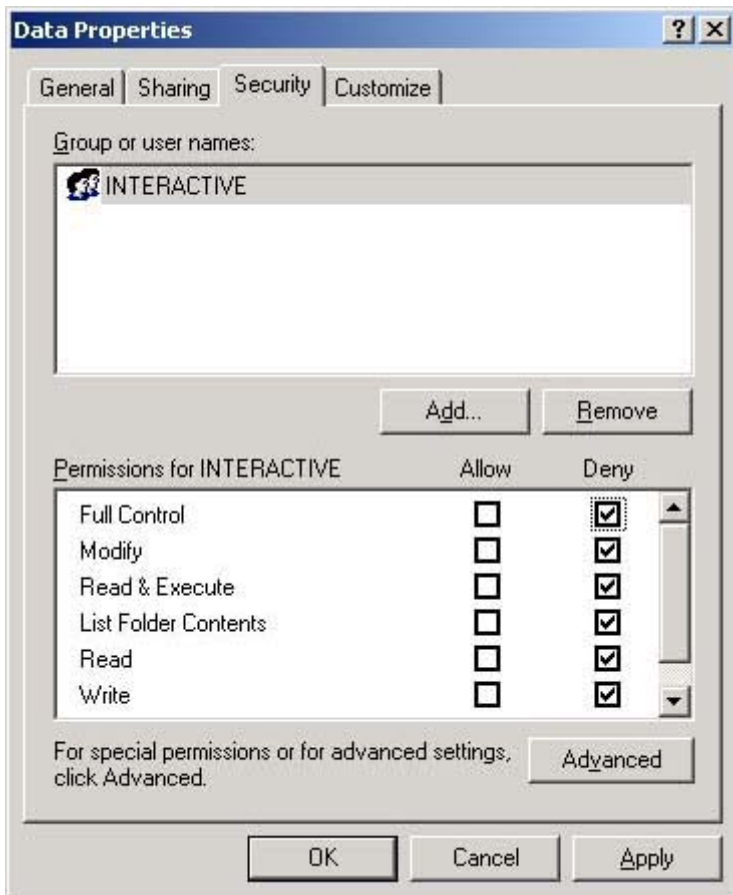 Data Properties
General Sharing Security Customize
Group or user names:
INTERACTIVE
Add... Remove
Permissions for INTERACTIVE Allow Deny
Full Control
Modify
Read & Execute
List Folder Contents
Read
Write
For special permissions or for advanced settings,
click Advanced.
Advanced
OK Cancel Apply